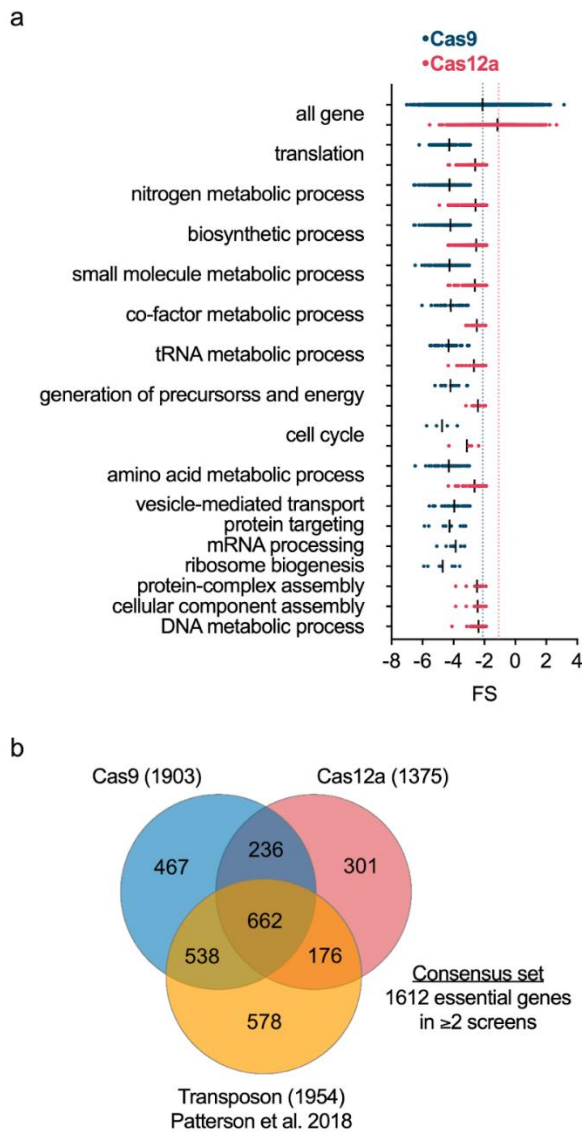 a
•Cas9
•Cas12a
all gene
translation
nitrogen metabolic process
biosynthetic process
small molecule metabolic process
co-factor metabolic process
tRNA metabolic process
generation of precursorss and energy
cell cycle
amino acid metabolic process
vesicle-mediated transport
protein targeting
mRNA processing
ribosome biogenesis
protein-complex assembly
cellular component assembly
DNA metabolic process
-8 -6 -4 -2 0 2 4
FS
b
Cas9 (1903) Cas12a (1375)
467 236 301
662
538 176
578
Consensus set
1612 essential genes
in ≥2 screens
Transposon (1954)
Patterson et al. 2018